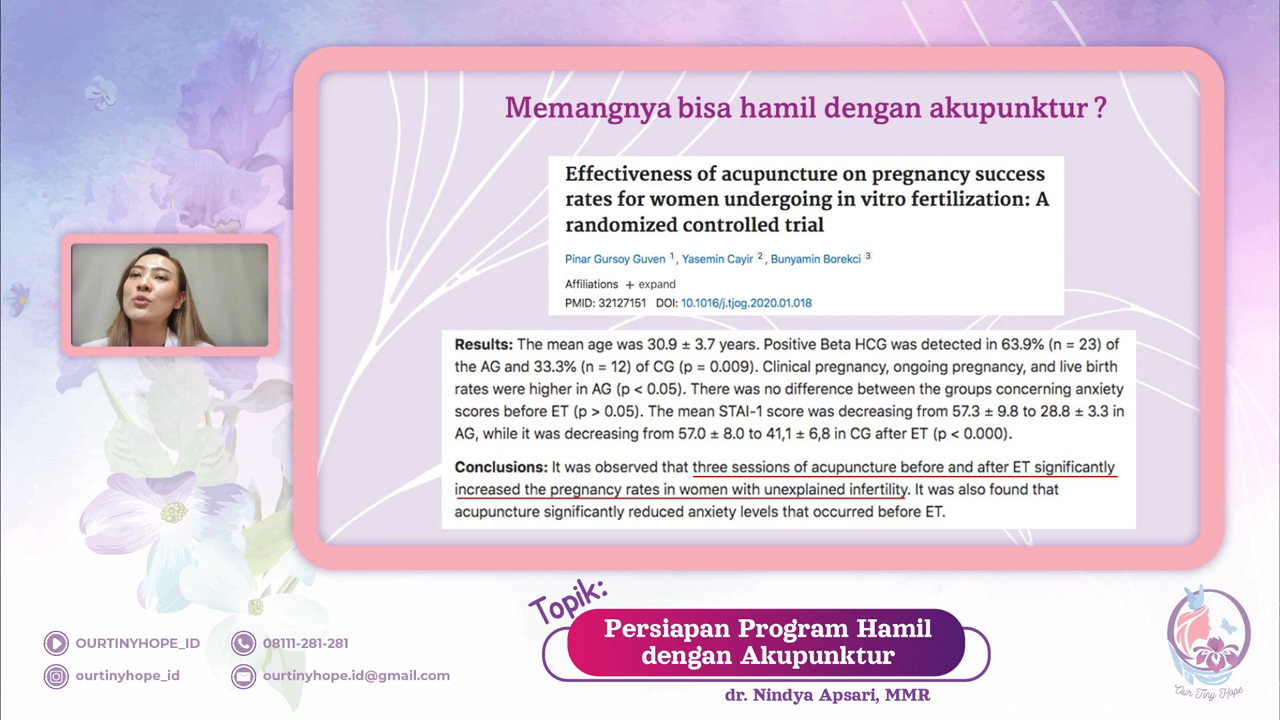 Memangnya bisa hamil dengan akupunktur ?
Effectiveness of acupuncture on pregnancy success
rates for women undergoing in vitro fertilization: A
randomized controlled trial
Pinar Gursoy Guven 1, Yasemin Cayir 2, Bunyamin Borekci 3
Affiliations + expand
PMID: 32127151 DOI: 10.1016/j.tjog.2020.01.018
Results: The mean age was 30.9 ± 3.7 years. Positive Beta HCG was detected in 63.9% (n = 23) of
the AG and 33.3% (n = 12) of CG (p = 0.009). Clinical pregnancy, ongoing pregnancy, and live birth
rates were higher in AG (p < 0.05). There was no difference between the groups concerning anxiety
scores before ET (p > 0.05). The mean STAI-1 score was decreasing from 57.3 ± 9.8 to 28.8 ± 3.3 in
AG, while it was decreasing from 57.0 ± 8.0 to 41,1 ± 6,8 in CG after ET (p < 0.000).
Conclusions: It was observed that three sessions of acupuncture before and after ET significantly
increased the pregnancy rates in women with unexplained infertility. It was also found that
acupuncture significantly reduced anxiety levels that occurred before ET.
Topik:
Persiapan Program Hamil
dengan Akupunktur
dr. Nindya Apsari, MMR
OURTINYHOPE_ID
08111-281-281
ourtinyhope_id
ourtinyhope.id@gmail.com
Our Tiny Hope